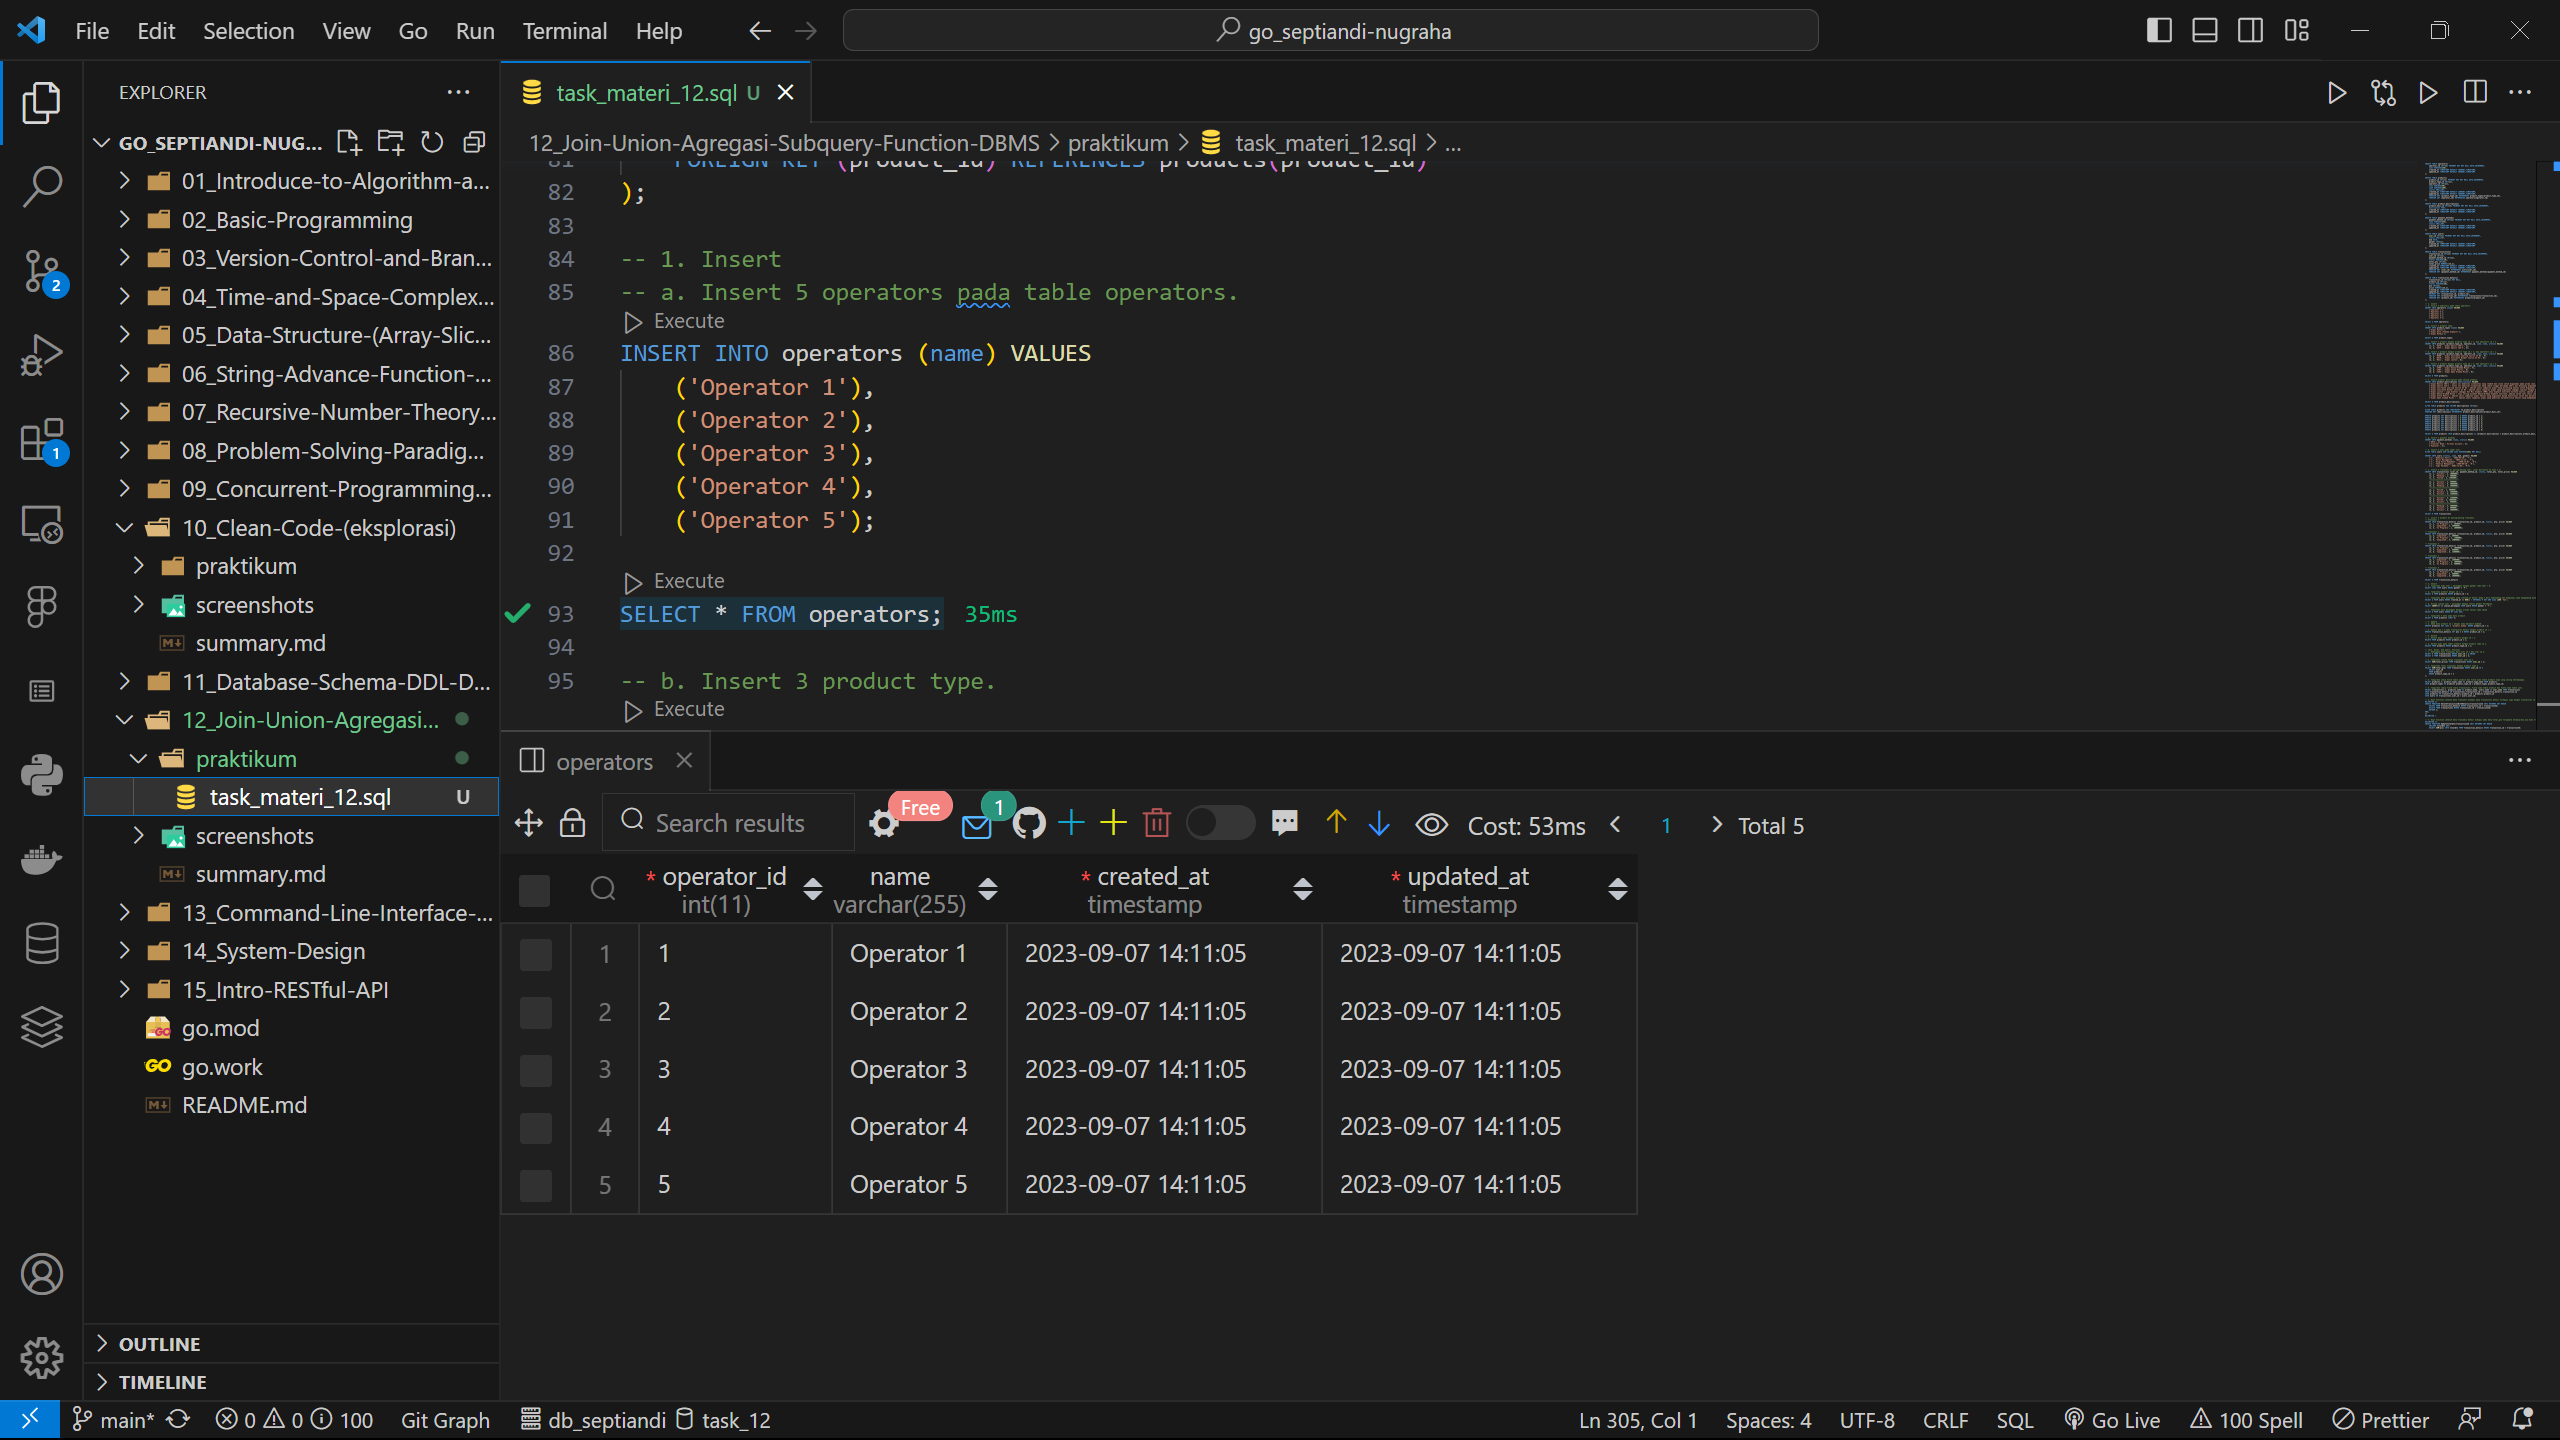 File Edit Selection View Go Run Terminal Help
go_septiandi-nugraha
EXPLORER
GO_SEPTIANDI-NUG...
01_Introduce-to-Algorithm-a...
02_Basic-Programming
03_Version-Control-and-Bran...
04_Time-and-Space-Complex...
05_Data-Structure-(Array-Slic...
06_String-Advance-Function-...
07_Recursive-Number-Theory...
08_Problem-Solving-Paradig...
09_Concurrent-Programming...
10_Clean-Code-(eksplorasi)
praktikum
screenshots
summary.md
11_Database-Schema-DDL-D...
12_Join-Union-Agregasi...
praktikum
task_materi_12.sql U
screenshots
summary.md
13_Command-Line-Interface-...
14_System-Design
15_Intro-RESTful-API
go.mod
go.work
README.md
OUTLINE
TIMELINE
2
1
task_materi_12.sql U
12_Join-Union-Agregasi-Subquery-Function-DBMS > praktikum > task_materi_12.sql > ...
81 FOREIGN KEY (product_id) REFERENCES products(product_id)
82 );
83
84 -- 1. Insert
85 -- a. Insert 5 operators pada table operators.
Execute
86 INSERT INTO operators (name) VALUES
87 ('Operator 1'),
88 ('Operator 2'),
89 ('Operator 3'),
90 ('Operator 4'),
91 ('Operator 5');
92
Execute
93 SELECT * FROM operators; 35ms
94
95 -- b. Insert 3 product type.
Execute
operators
Search results Free 1 Cost: 53ms 1 Total 5
* operator_id name * created_at * updated_at
int(11) varchar(255) timestamp timestamp
1 1 Operator 1 2023-09-07 14:11:05 2023-09-07 14:11:05
2 2 Operator 2 2023-09-07 14:11:05 2023-09-07 14:11:05
3 3 Operator 3 2023-09-07 14:11:05 2023-09-07 14:11:05
4 4 Operator 4 2023-09-07 14:11:05 2023-09-07 14:11:05
5 5 Operator 5 2023-09-07 14:11:05 2023-09-07 14:11:05
main* 0 0 100 Git Graph db_septiandi task_12 Ln 305, Col 1 Spaces: 4 UTF-8 CRLF SQL Go Live 100 Spell Prettier